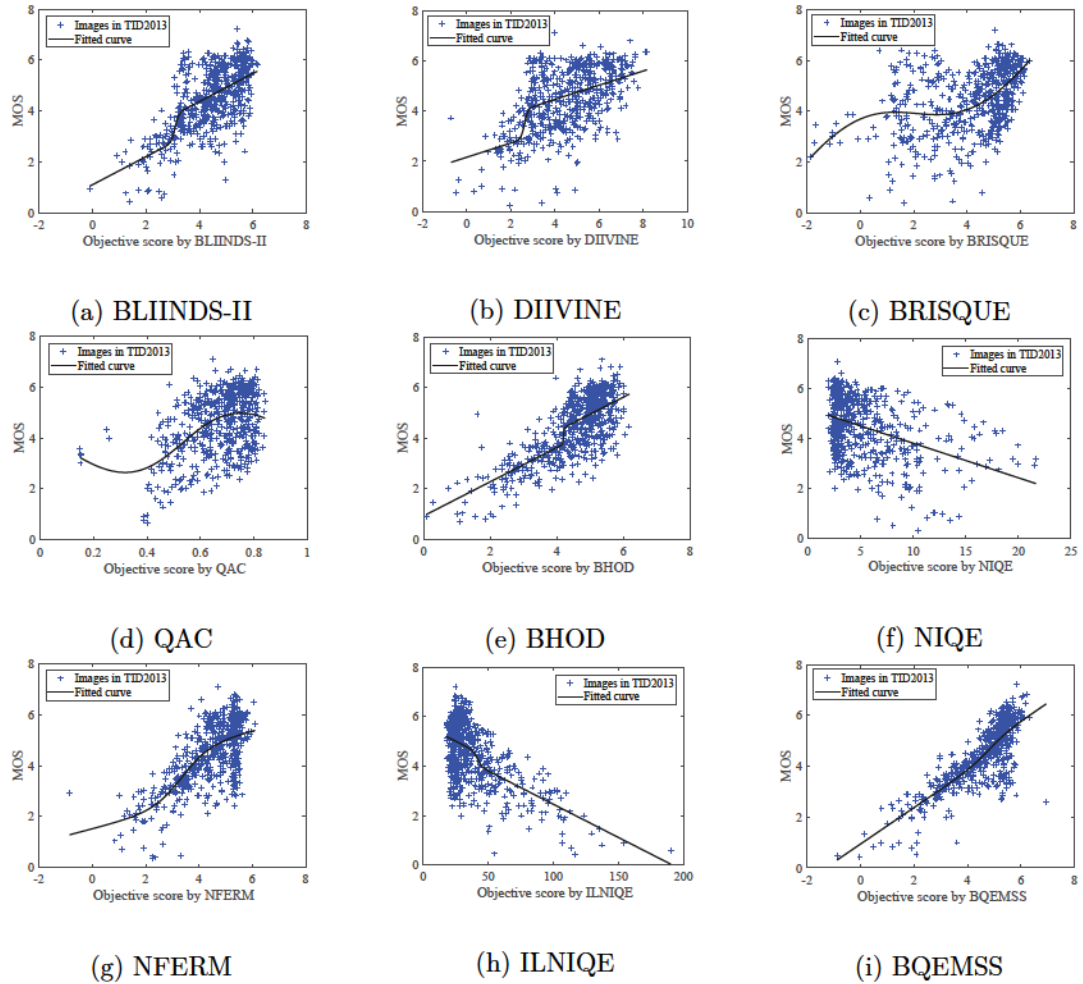 8
6
4
2
0
MOS
Images in TID2013
Fitted curve
-2 0 2 4 6 8
Objective score by BLIINDS-II
(a) BLIINDS-II
8
6
4
2
0
MOS
Images in TID2013
Fitted curve
-2 0 2 4 6 8 10
Objective score by DIIVINE
(b) DIIVINE
8
6
4
2
0
MOS
Images in TID2013
Fitted curve
-2 0 2 4 6 8
Objective score by BRISQUE
(c) BRISQUE
8
6
4
2
0
MOS
Images in TID2013
Fitted curve
0 0.2 0.4 0.6 0.8 1
Objective score by QAC
(d) QAC
8
6
4
2
0
MOS
Images in TID2013
Fitted curve
0 2 4 6 8
Objective score by BHOD
(e) BHOD
8
6
4
2
0
MOS
Images in TID2013
Fitted curve
0 5 10 15 20 25
Objective score by NIQE
(f) NIQE
8
6
4
2
0
MOS
Images in TID2013
Fitted curve
-2 0 2 4 6 8
Objective score by NFERM
(g) NFERM
8
6
4
2
0
MOS
Images in TID2013
Fitted curve
0 50 100 150 200
Objective score by ILNIQE
(h) ILNIQE
8
6
4
2
0
MOS
Images in TID2013
Fitted curve
-2 0 2 4 6 8
Objective score by BQEMSS
(i) BQEMSS